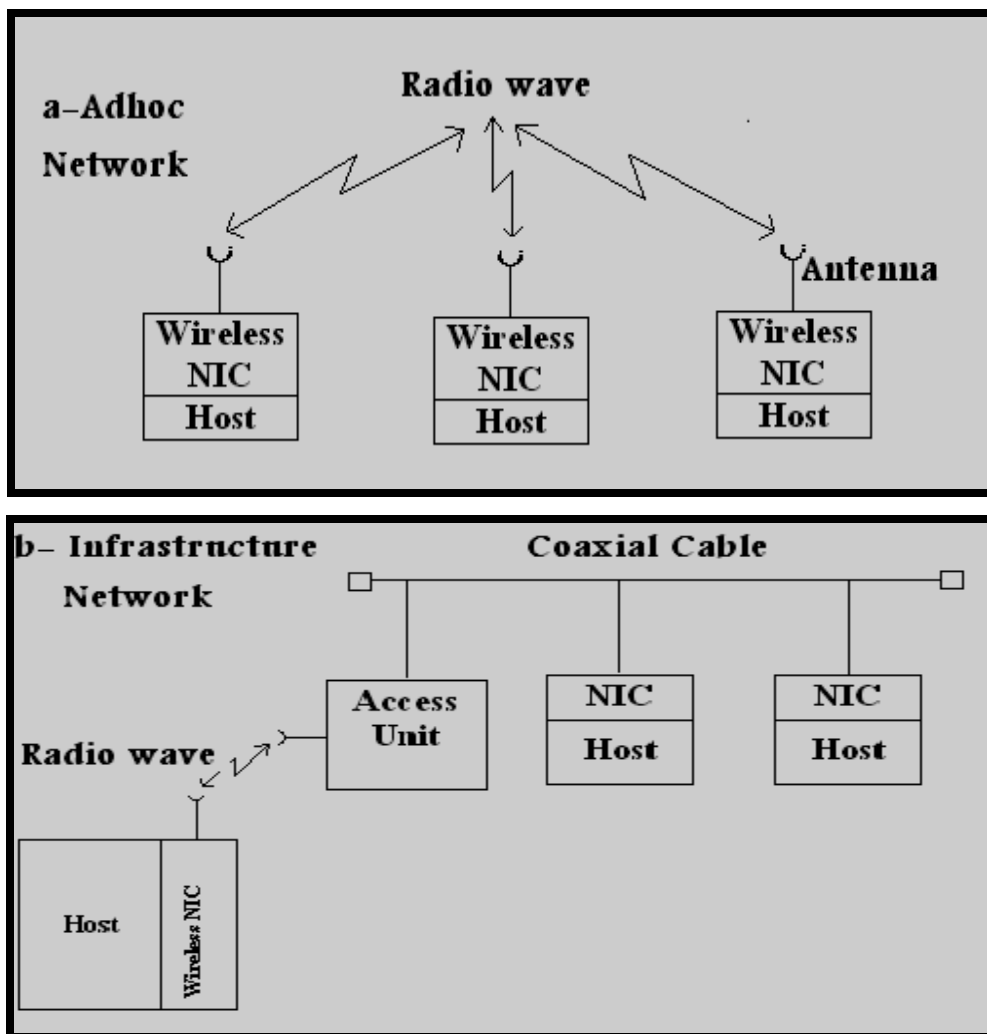 a-Adhoc
Network
Radio wave
Antenna
Wireless
NIC
Host
Wireless
NIC
Host
Wireless
NIC
Host
b- Infrastructure
Network
Coaxial Cable
Access
Unit
NIC
Host
NIC
Host
Radio wave
Host
Wireless NIC